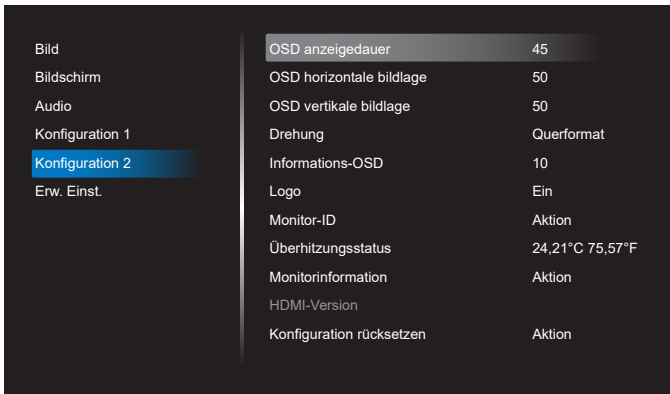 Bild
Bildschirm
Audio
Konfiguration 1
Konfiguration 2
Erw. Einst.
OSD anzeigedauer 45
OSD horizontale bildlage 50
OSD vertikale bildlage 50
Drehung Querformat
Informations-OSD 10
Logo Ein
Monitor-ID Aktion
Überhitzungsstatus 24,21°C 75,57°F
Monitorinformation Aktion
HDMI-Version
Konfiguration rücksetzen Aktion